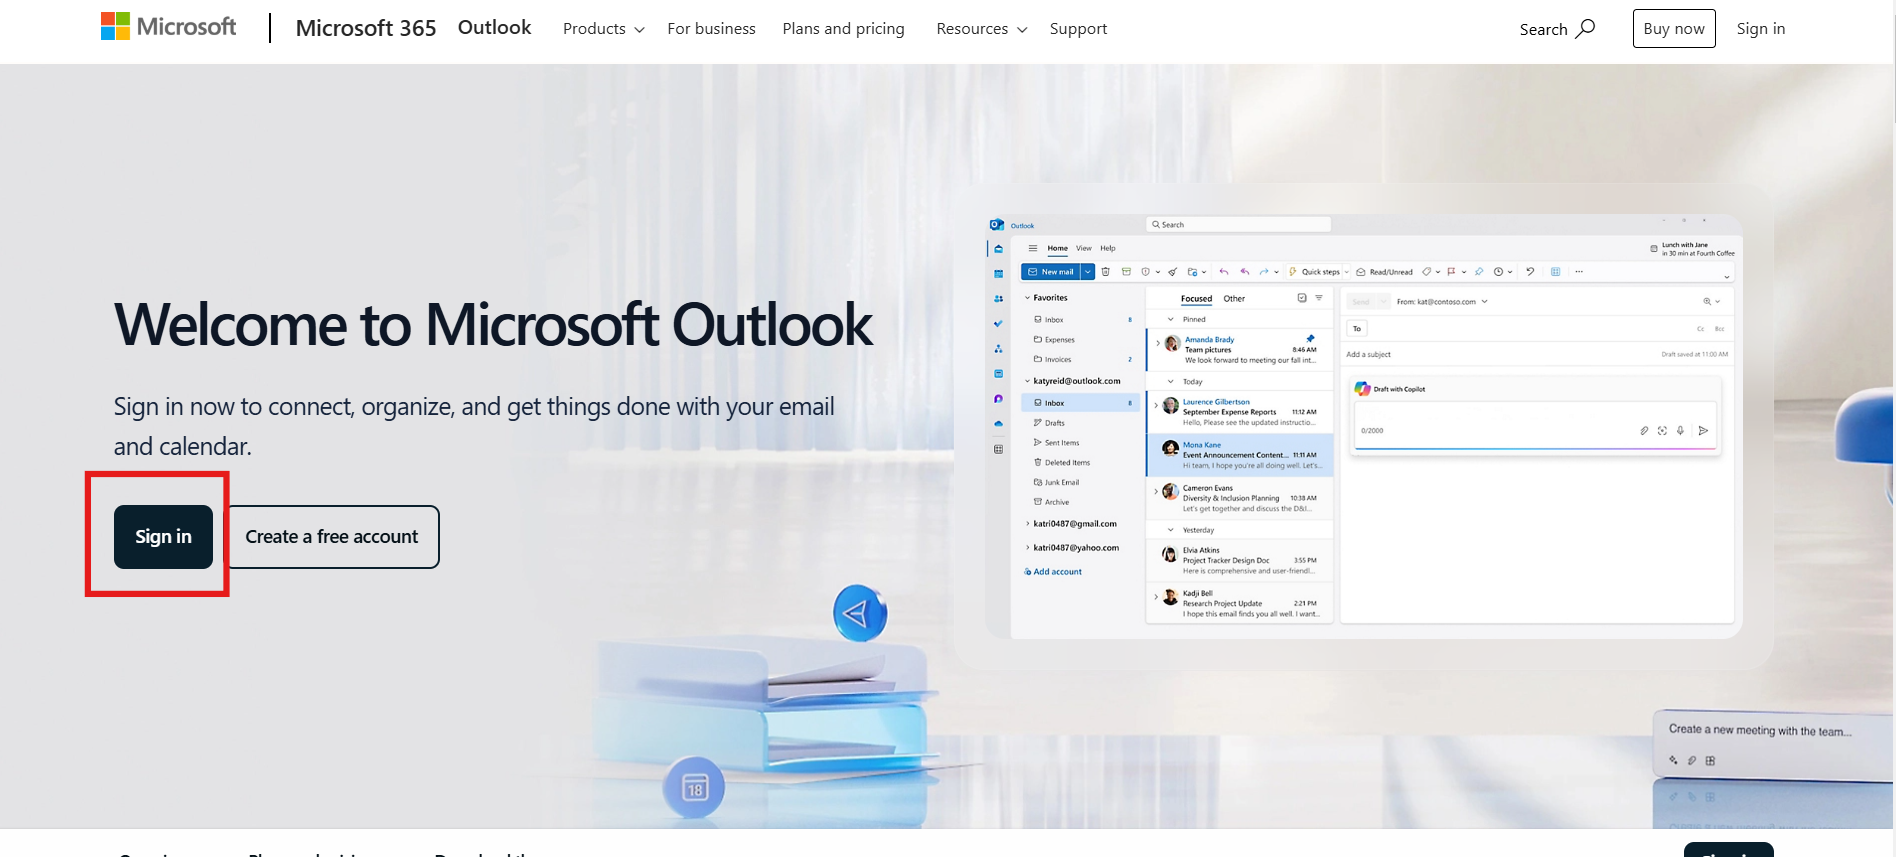 Microsoft
Microsoft 365
Outlook
Products
For business
Plans and pricing
Resources
Support
Search
Buy now
Sign in
Welcome to Microsoft Outlook
Sign in now to connect, organize, and get things done with your email
and calendar.
Sign in
Create a free account
Outlook
Search
Home View Help
Lunch with Jane
in 30 min at Fourth Coffee
New mail
Quick steps
Read/Unread
Favorites
Inbox 8
Expenses
Invoices 2
katyreid@outlook.com
Inbox 8
Drafts
Sent Items
Deleted Items
Junk Email
Archive
katri0487@gmail.com
katri0487@yahoo.com
Add account
Focused Other
Pinned
Amanda Brady
Team pictures 8:46 AM
We look forward to meeting our fall int...
Today
Laurence Gilbertson
September Expense Reports 11:12 AM
Hello, Please see the updated instructio...
Mona Kane
Event Announcement Content... 11:11 AM
Hi team, I hope you're all doing well. Let's...
Cameron Evans
Diversity & Inclusion Planning 10:38 AM
Let's get together and discuss the D&I...
Yesterday
Elvia Atkins
Project Tracker Design Doc 3:55 PM
Here is comprehensive and user-friendl...
Kadji Bell
Research Project Update 2:21 PM
I hope this email finds you all well. I want...
Send
From: kat@contoso.com
To
Cc Bcc
Add a subject
Draft saved at 11:00 AM
Draft with Copilot
0/2000
18
Create a new meeting with the team...